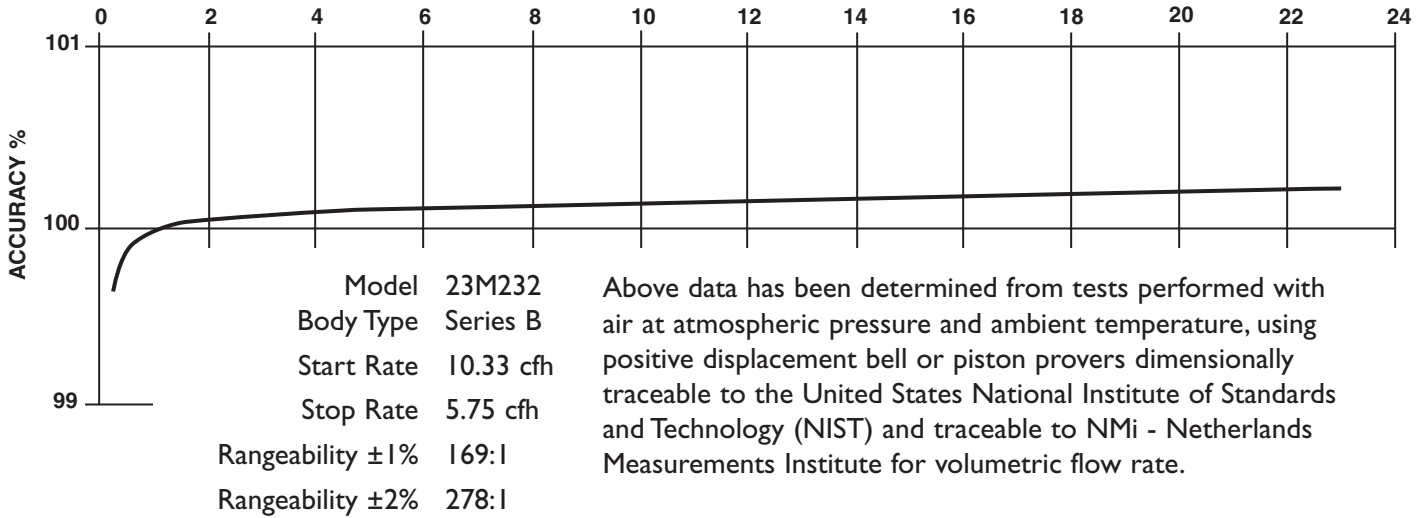 0 2 4 6 8 10 12 14 16 18 20 22 24
101
ACCURACY %
100
99
Model 23M232
Body Type Series B
Start Rate 10.33 cfh
Stop Rate 5.75 cfh
Rangeability ±1% 169:1
Rangeability ±2% 278:1
Above data has been determined from tests performed with
air at atmospheric pressure and ambient temperature, using
positive displacement bell or piston provers dimensionally
traceable to the United States National Institute of Standards
and Technology (NIST) and traceable to NMi - Netherlands
Measurements Institute for volumetric flow rate.